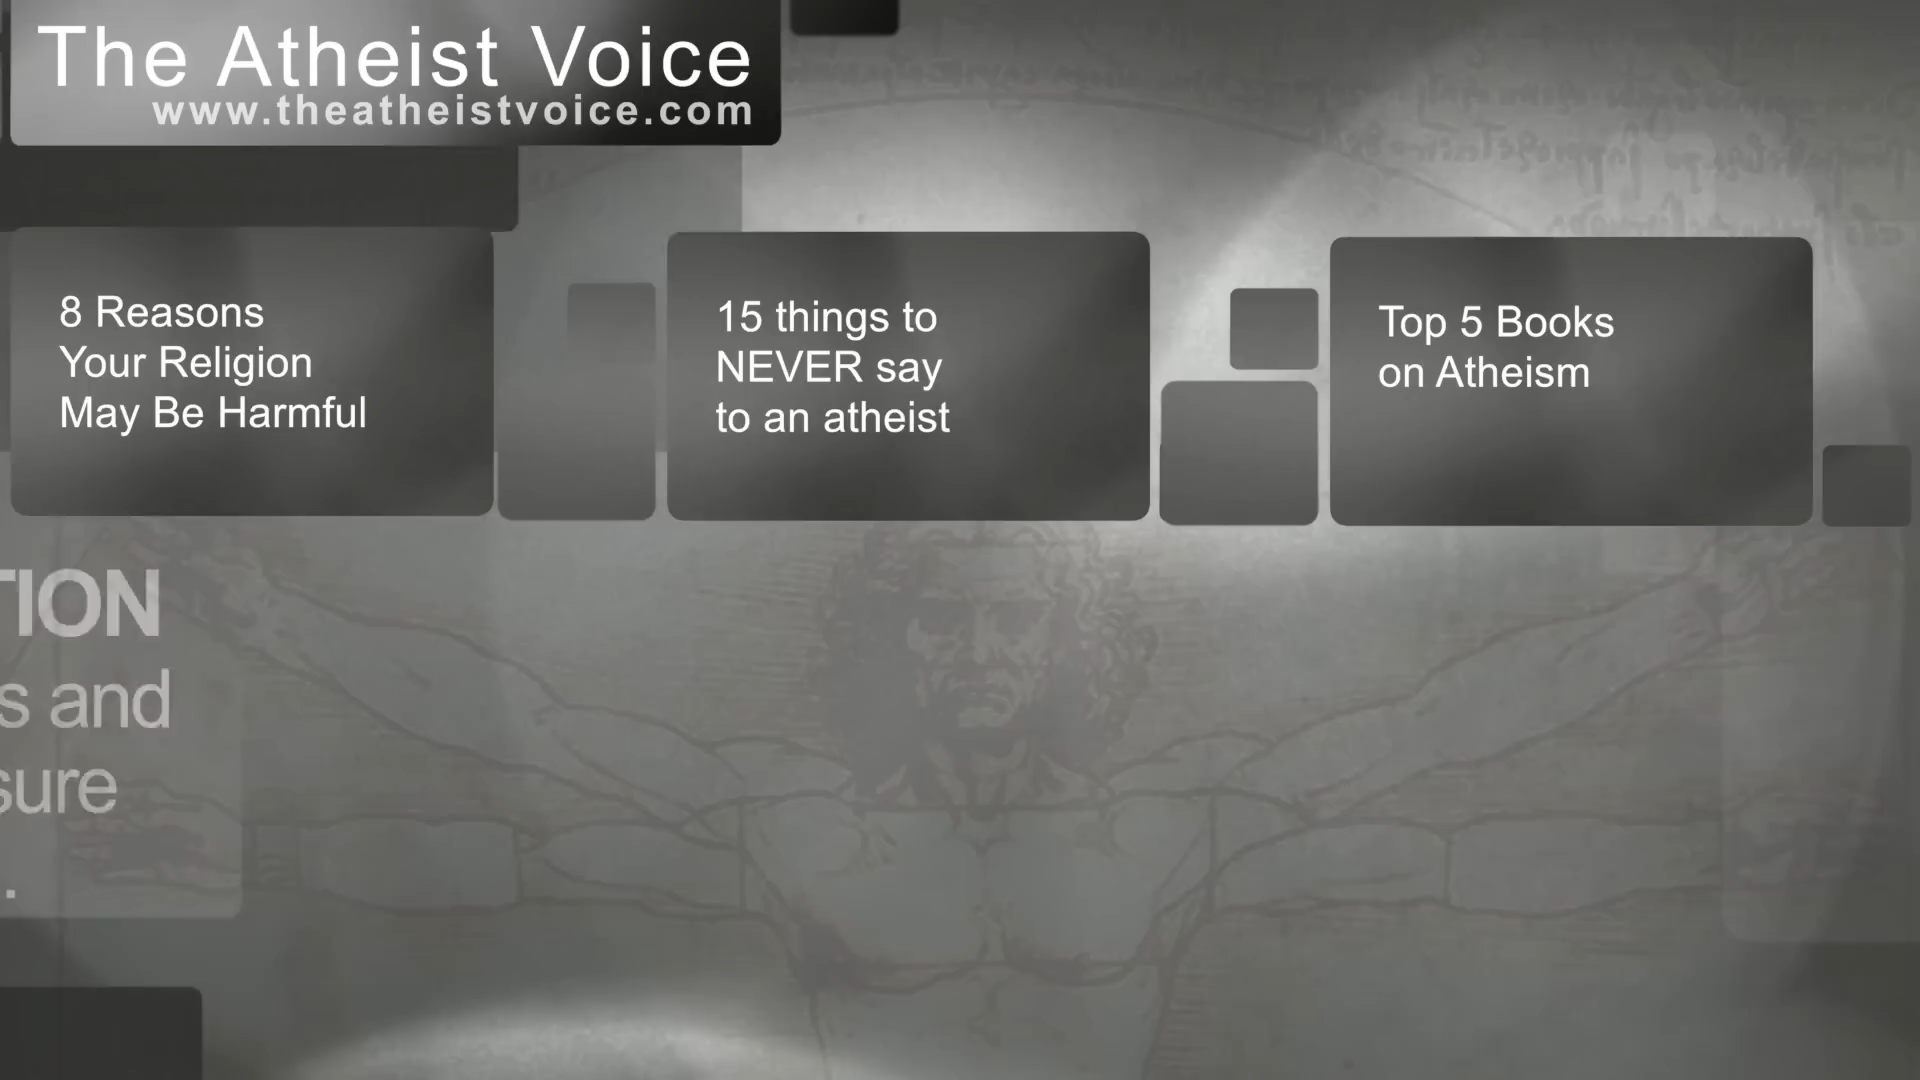 The Atheist Voice
www.theatheistvoice.com
8 Reasons
Your Religion
May Be Harmful
15 things to
NEVER say
to an atheist
Top 5 Books
on Atheism
TION
s and
sure
.